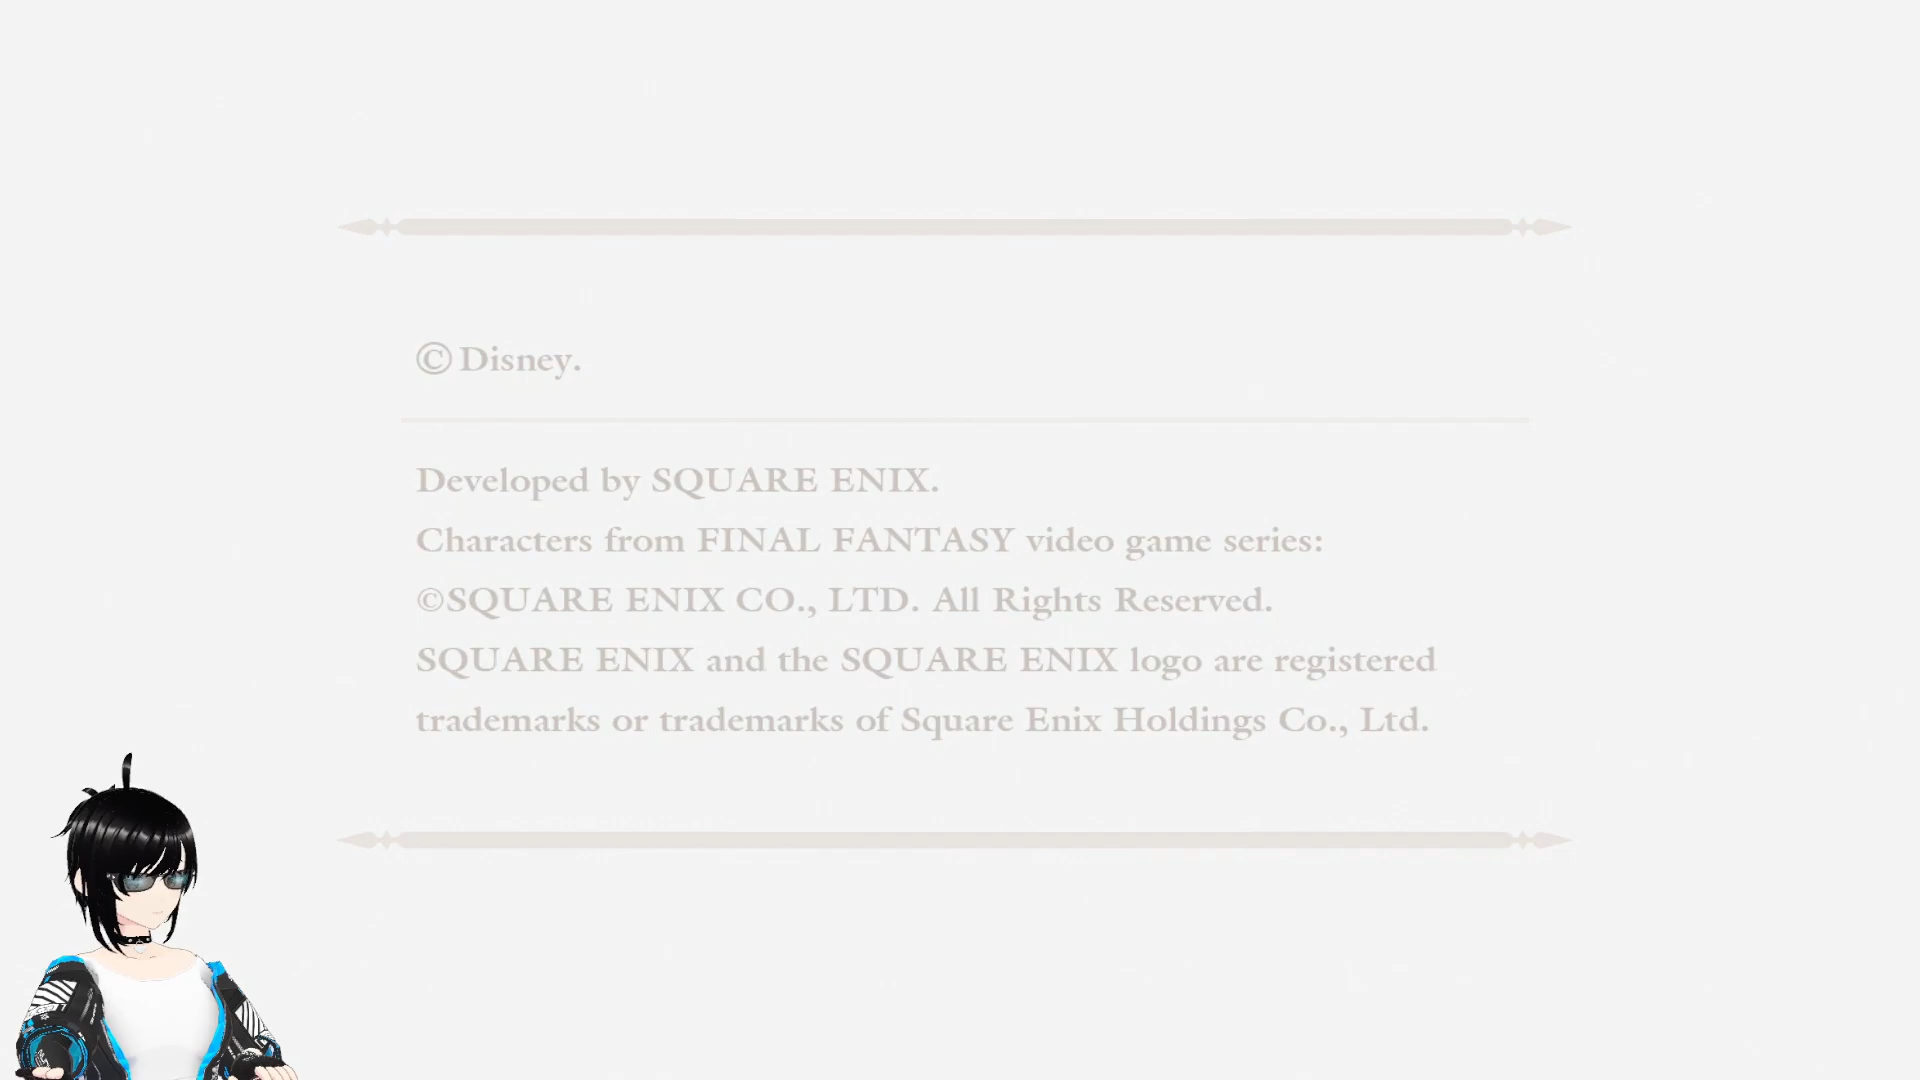 © Disney.
Developed by SQUARE ENIX.
Characters from FINAL FANTASY video game series:
©SQUARE ENIX CO., LTD. All Rights Reserved.
SQUARE ENIX and the SQUARE ENIX logo are registered
trademarks or trademarks of Square Enix Holdings Co., Ltd.